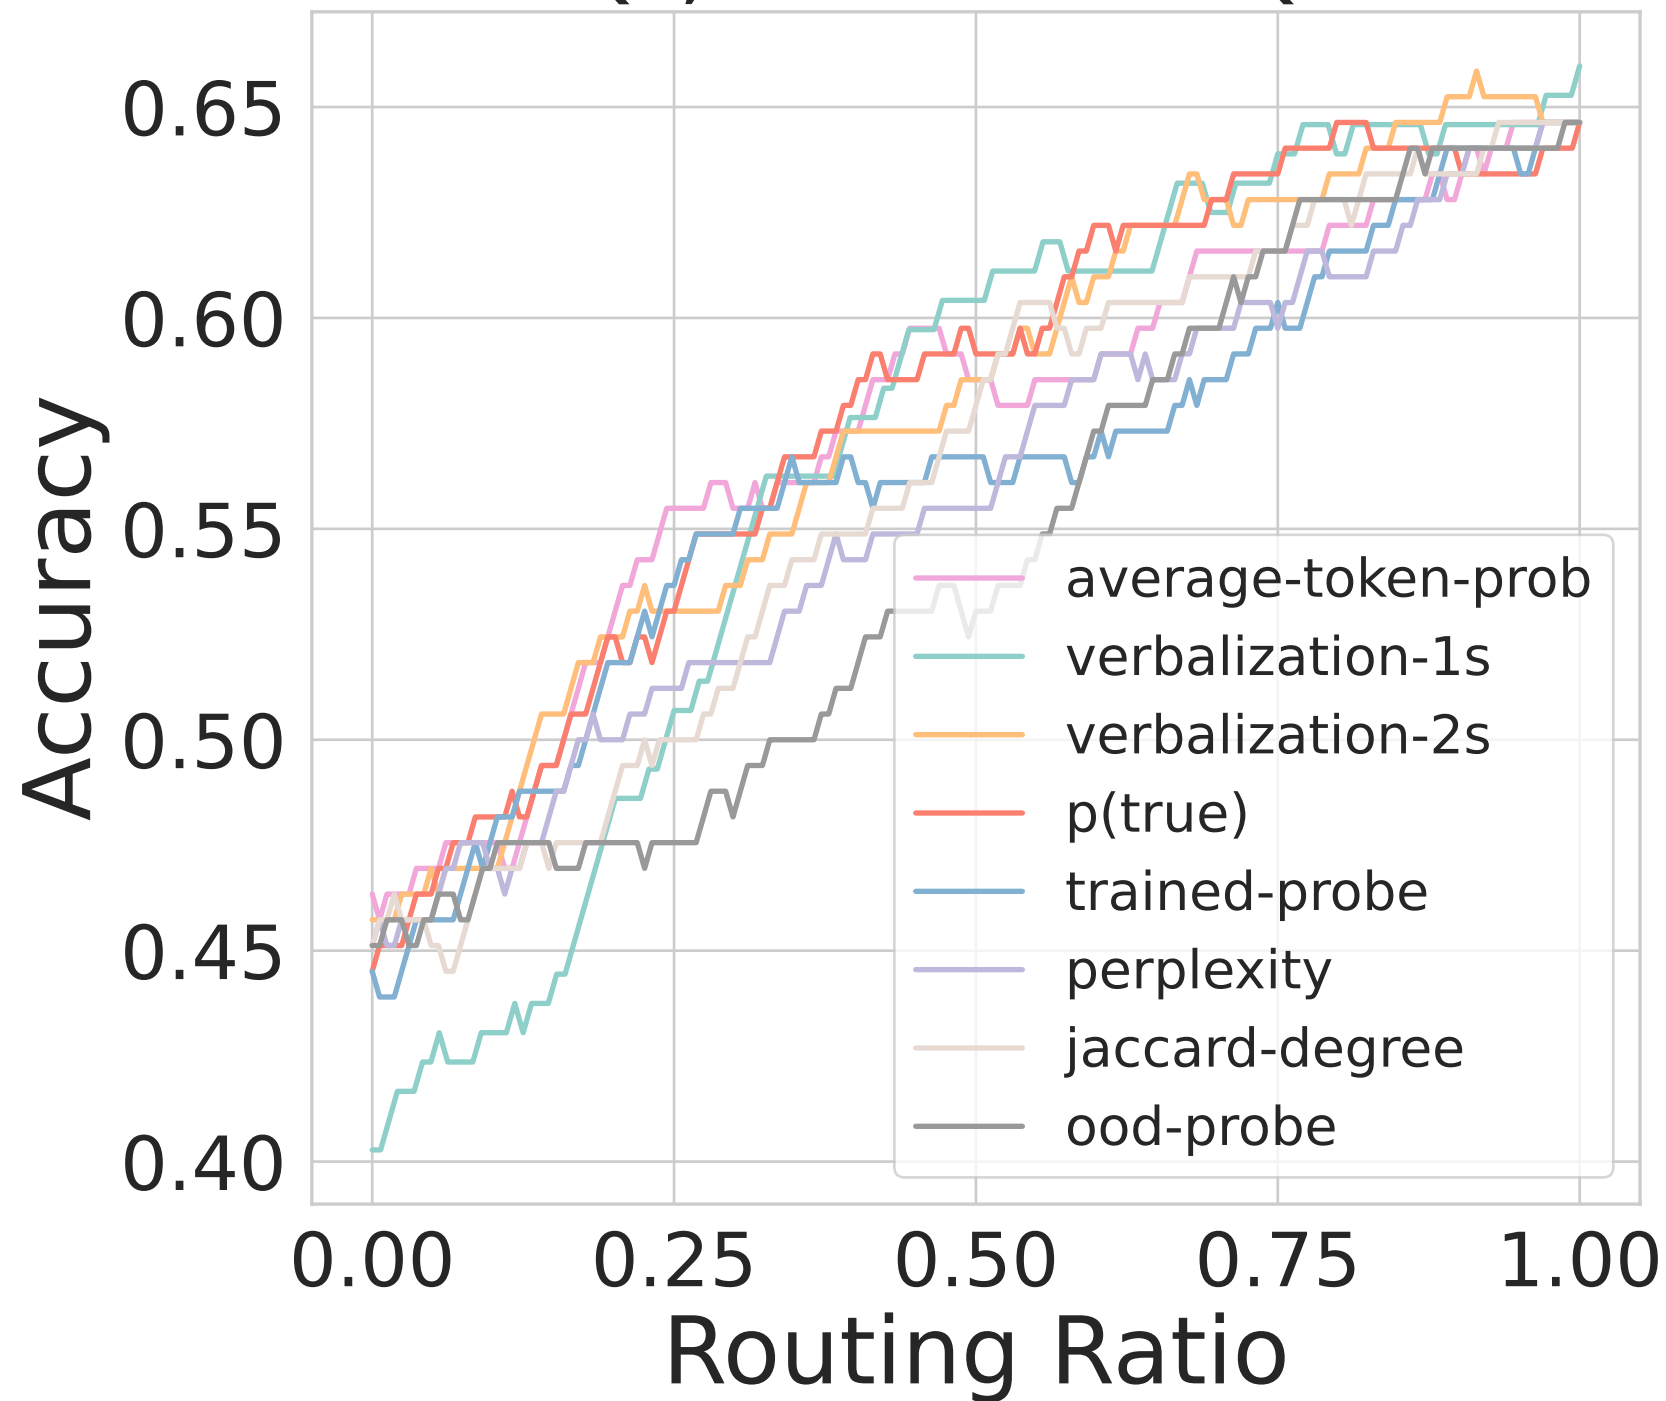 0.65
0.60
0.55
0.50
0.45
0.40
Accuracy
average-token-prob
verbalization-1s
verbalization-2s
p(true)
trained-probe
perplexity
jaccard-degree
ood-probe
0.00 0.25 0.50 0.75 1.00
Routing Ratio